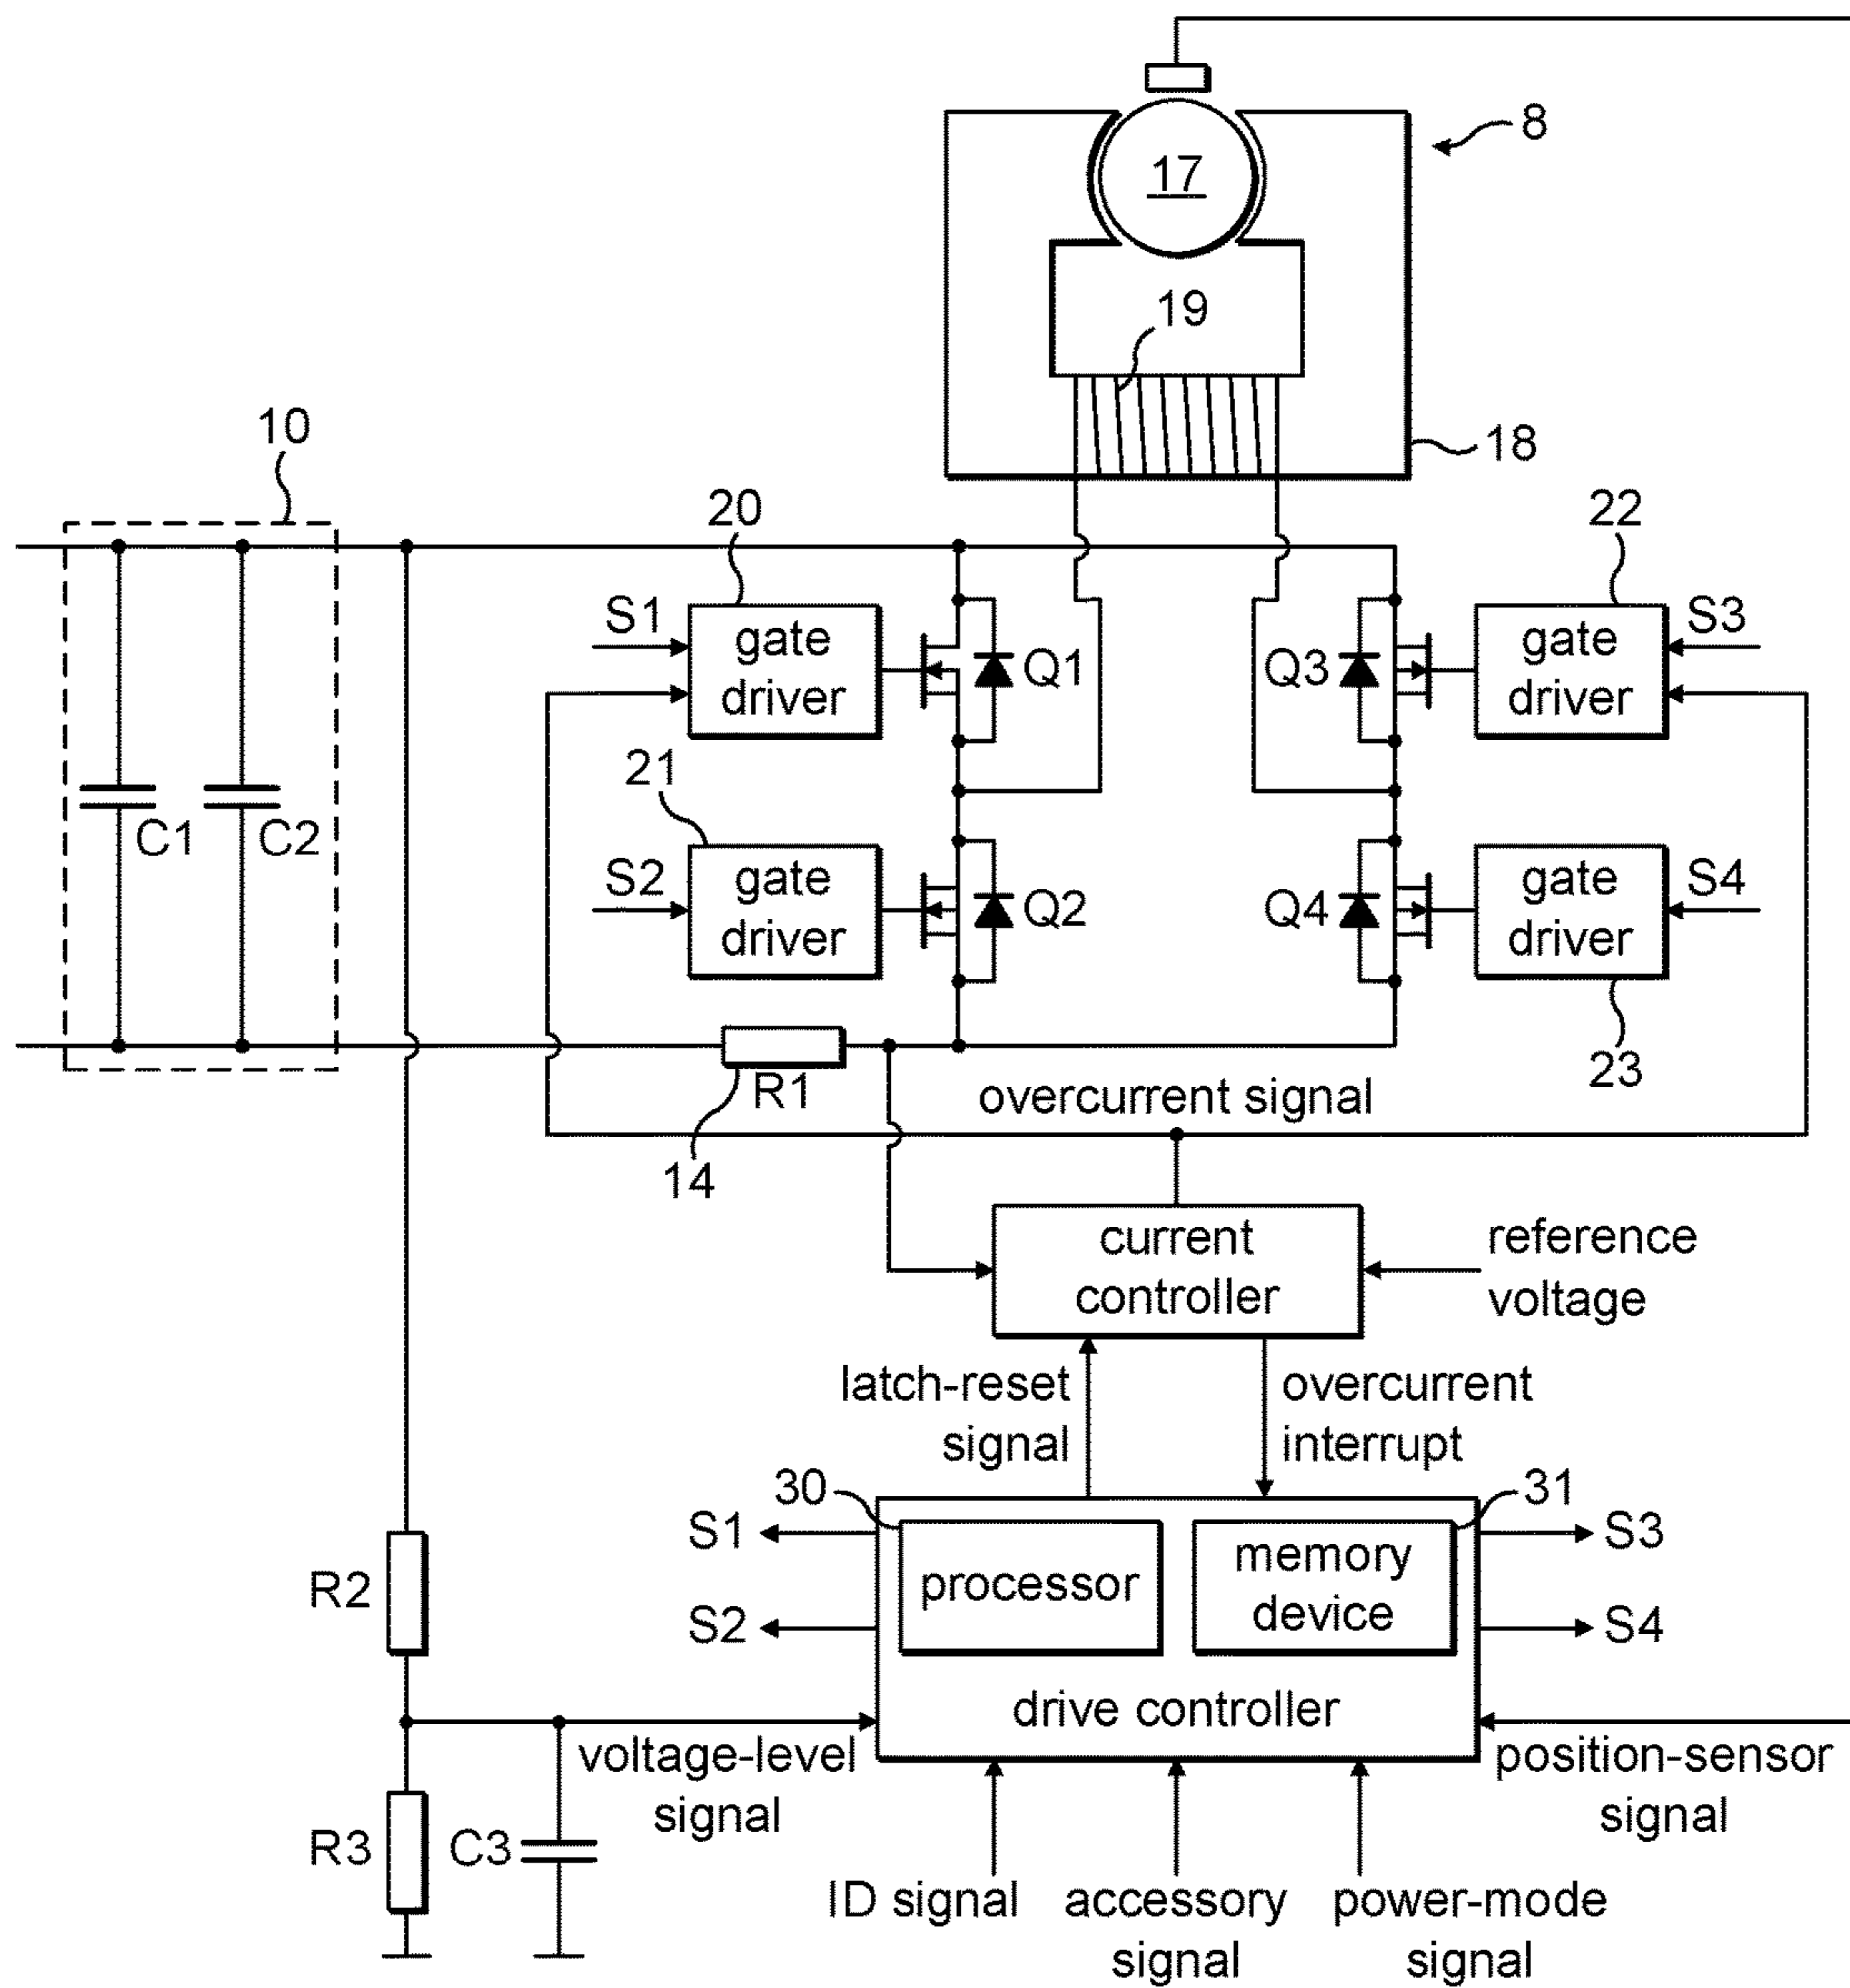 8
17
19
18
10
20
22
S1
gate
driver
Q1
Q3
gate
driver
S3
21
C1
C2
S2
gate
driver
Q2
Q4
gate
driver
S4
R1
14
23
overcurrent signal
current
controller
reference
voltage
latch-reset
signal
overcurrent
interrupt
30
31
S1
S2
processor
memory
device
S3
S4
drive controller
R2
voltage-level
signal
position-sensor
signal
R3
C3
ID signal
accessory
signal
power-mode
signal